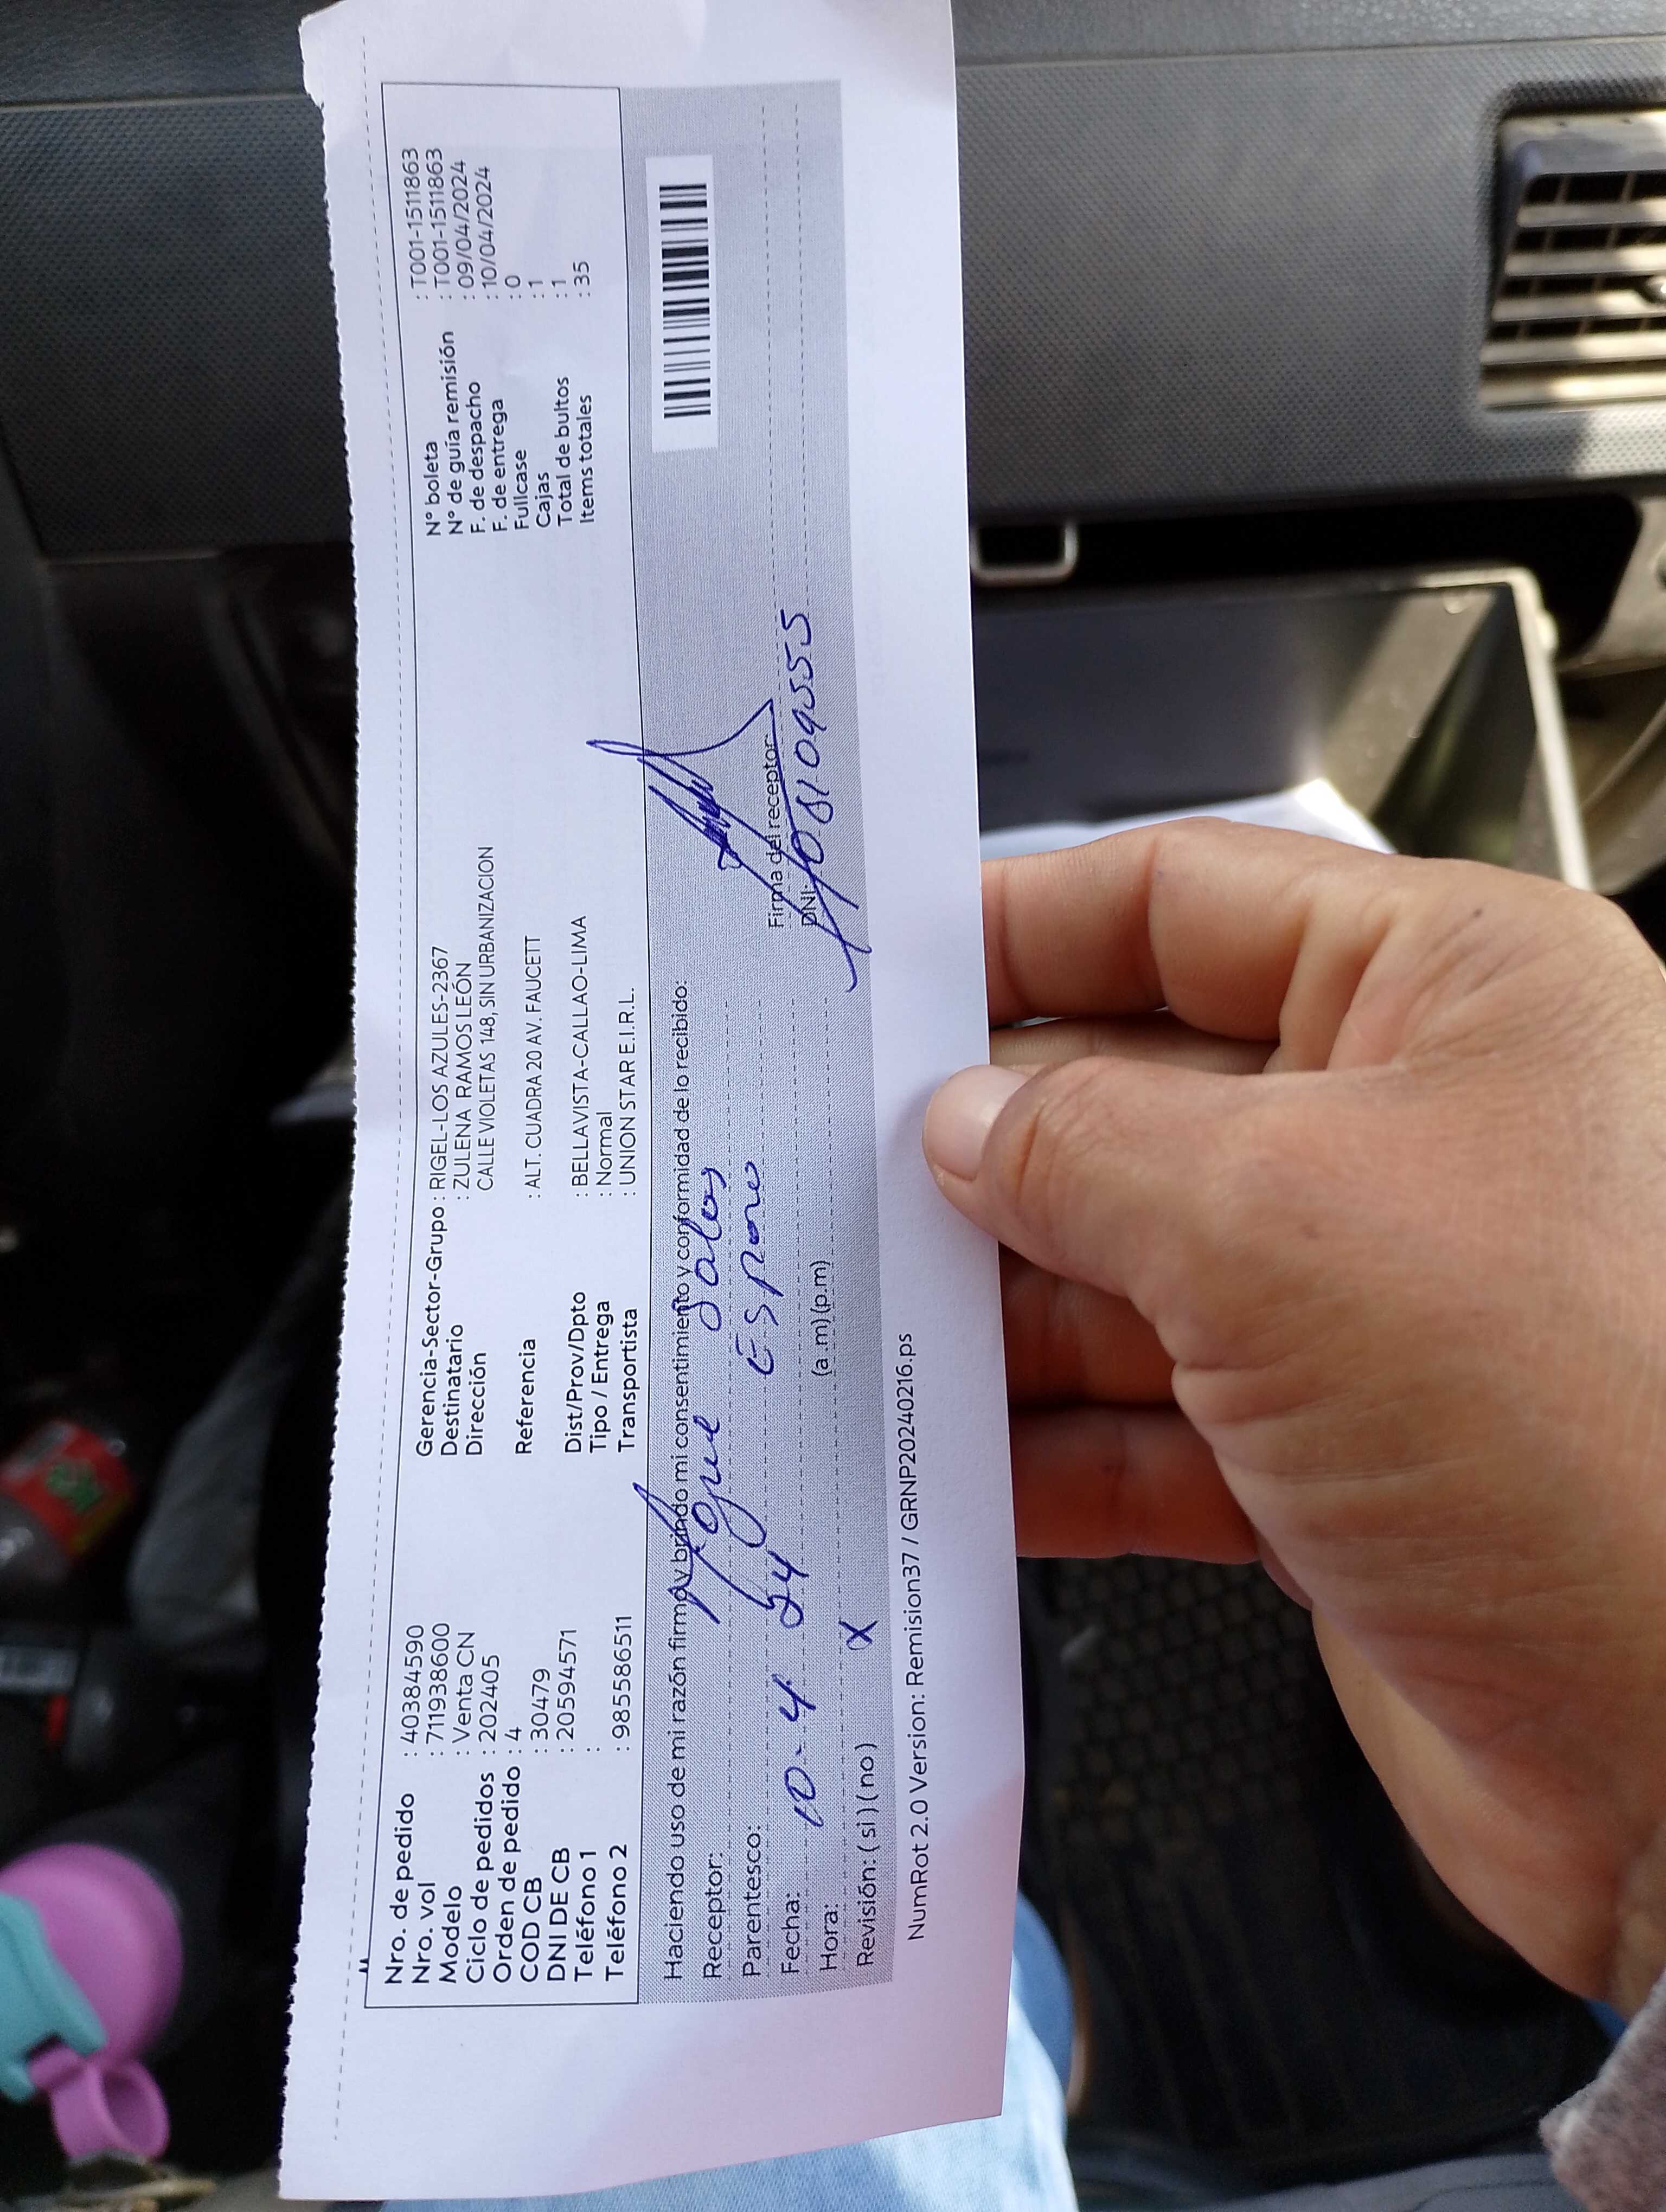 Nro. de pedido : 40384590
Nro. vol : 711938600
Modelo : Venta CN
Ciclo de pedidos : 202405
Orden de pedido : 4
COD CB : 30479
DNI DE CB : 20594571
Teléfono 1 :
Teléfono 2 : 985586511
Gerencia-Sector-Grupo : RIGEL-LOS AZULES-2367
Destinatario : ZULENA RAMOS LEÓN
Dirección CALLE VIOLETAS 148, SIN URBANIZACION
Referencia : ALT. CUADRA 20 AV. FAUCETT
Dist/Prov/Dpto : BELLAVISTA-CALLAO-LIMA
Tipo / Entrega : Normal
Transportista : UNION STAR E.I.R.L.
N° boleta : T001-1511863
N° de guía remisión : T001-1511863
F. de despacho : 09/04/2024
F. de entrega : 10/04/2024
Fullcase : 0
Cajas : 1
Total de bultos : 1
Items totales : 35
Haciendo uso de mi razón firmo y brindo mi consentimiento y conformidad de lo recibido:
Receptor:
Parentesco:
Fecha: 10-4 24
Hora: (a.m)(p.m)
Revisión: ( si ) ( no ) X
Firma del receptor
DNI:
NumRot 2.0 Version: Remision37 / GRNP20240216.ps